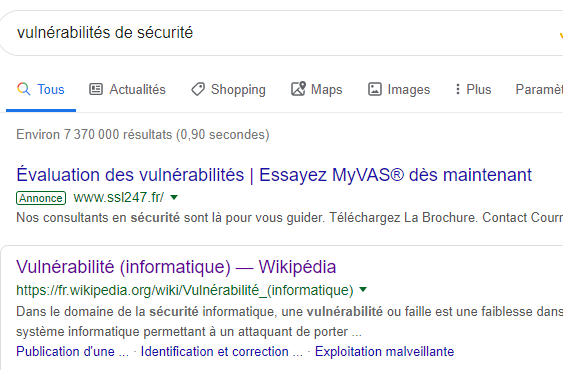 vulnérabilités de sécurité
Tous Actualités Shopping Maps Images Plus
Environ 7 370 000 résultats (0,90 secondes)
Évaluation des vulnérabilités | Essayez MyVAS® dès maintenant
Annonce www.ssl247.fr/
Nos consultants en sécurité sont là pour vous guider. Téléchargez La Brochure. Contact
Vulnérabilité (informatique) — Wikipédia
https://fr.wikipedia.org/wiki/Vulnérabilité_(informatique)
Dans le domaine de la sécurité informatique, une vulnérabilité ou faille est une faiblesse dans
système informatique permettant à un attaquant de porter ...
Publication d'une ... · Identification et correction ... · Exploitation malveillante